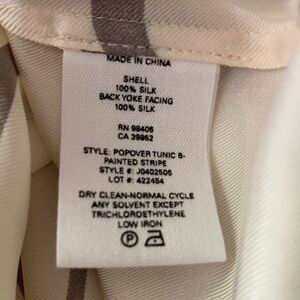 MADE IN CHINA
SHELL
100% SILK
BACK YOKE FACING
100% SILK
RN 98406
CA 39862
STYLE: POPOVER TUNIC B-
PAINTED STRIPE
STYLE #: J0402506
LOT #: 422454
DRY CLEAN-NORMAL CYCLE
ANY SOLVENT EXCEPT
TRICHLOROETHYLENE
LOW IRON
P